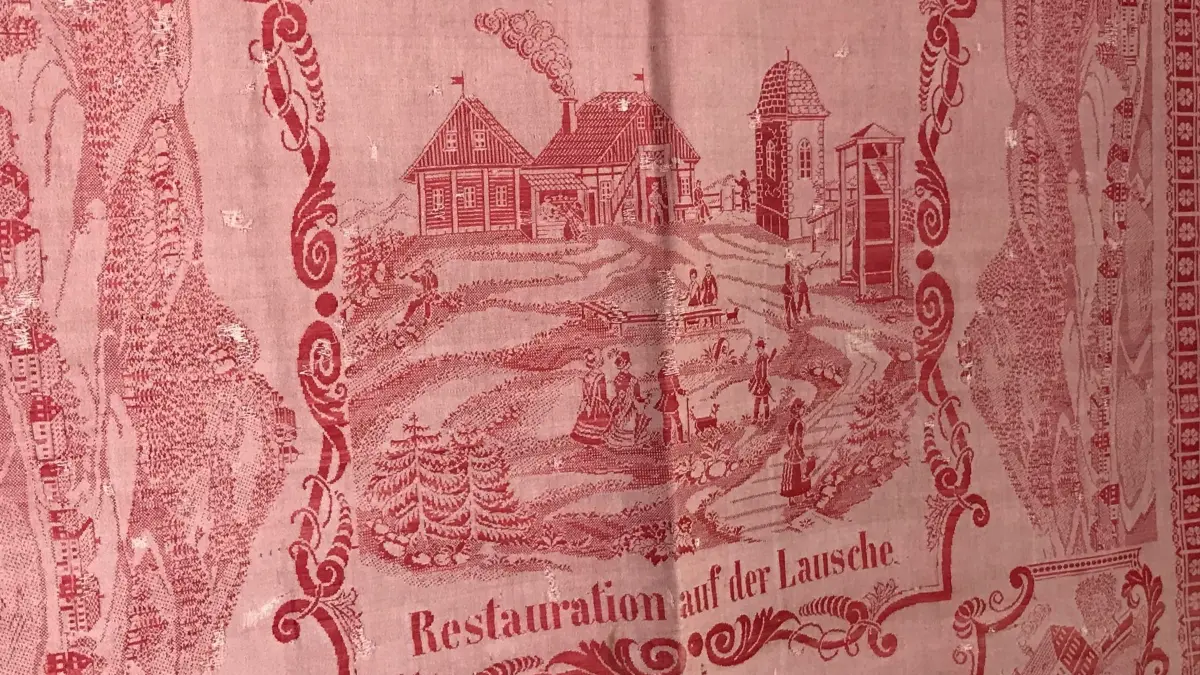 Restauration auf der Lausche.